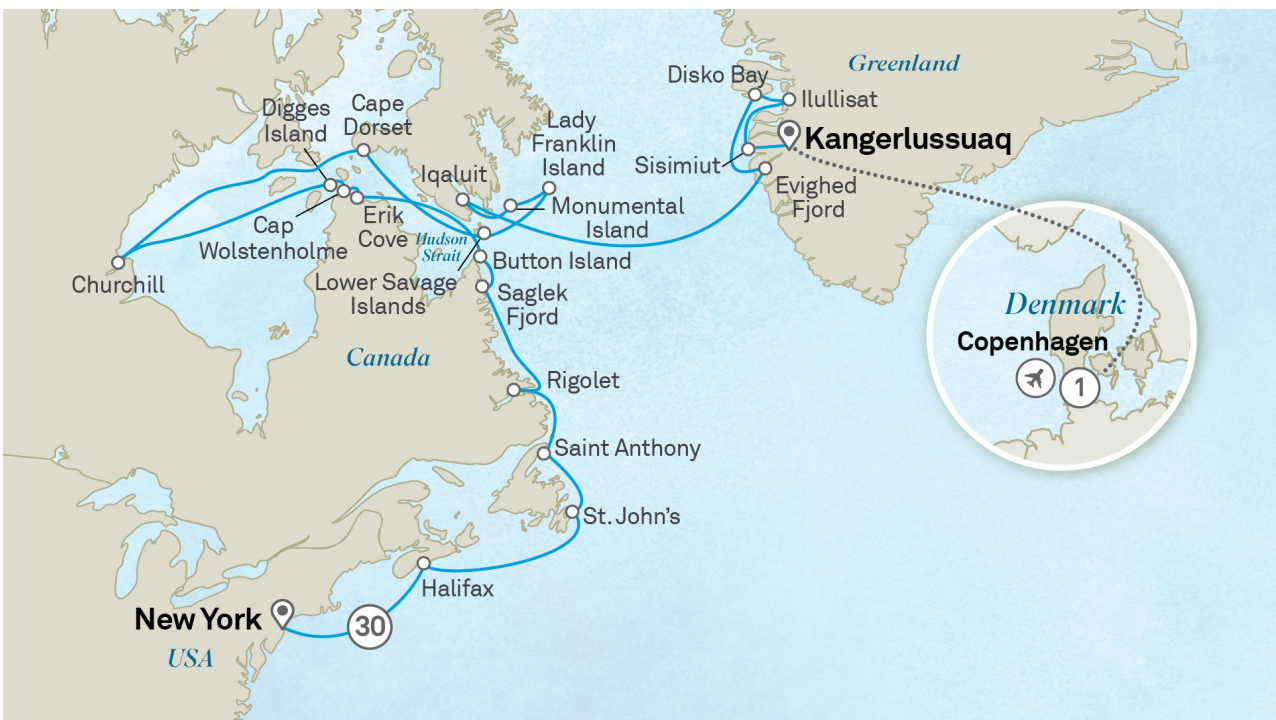 Greenland
Disko Bay
Ilullisat
Kangerlussuaq
Sisimiut
Evighed
Fjord
Digges
Island
Cape
Dorset
Lady
Franklin
Island
Iqaluit
Monumental
Island
Erik
Cove
Cap
Wolstenholme
Hudson
Strait
Churchill
Button Island
Lower Savage
Islands
Saglek
Fjord
Canada
Denmark
Copenhagen
1
Rigolet
Saint Anthony
St. John's
Halifax
New York
30
USA